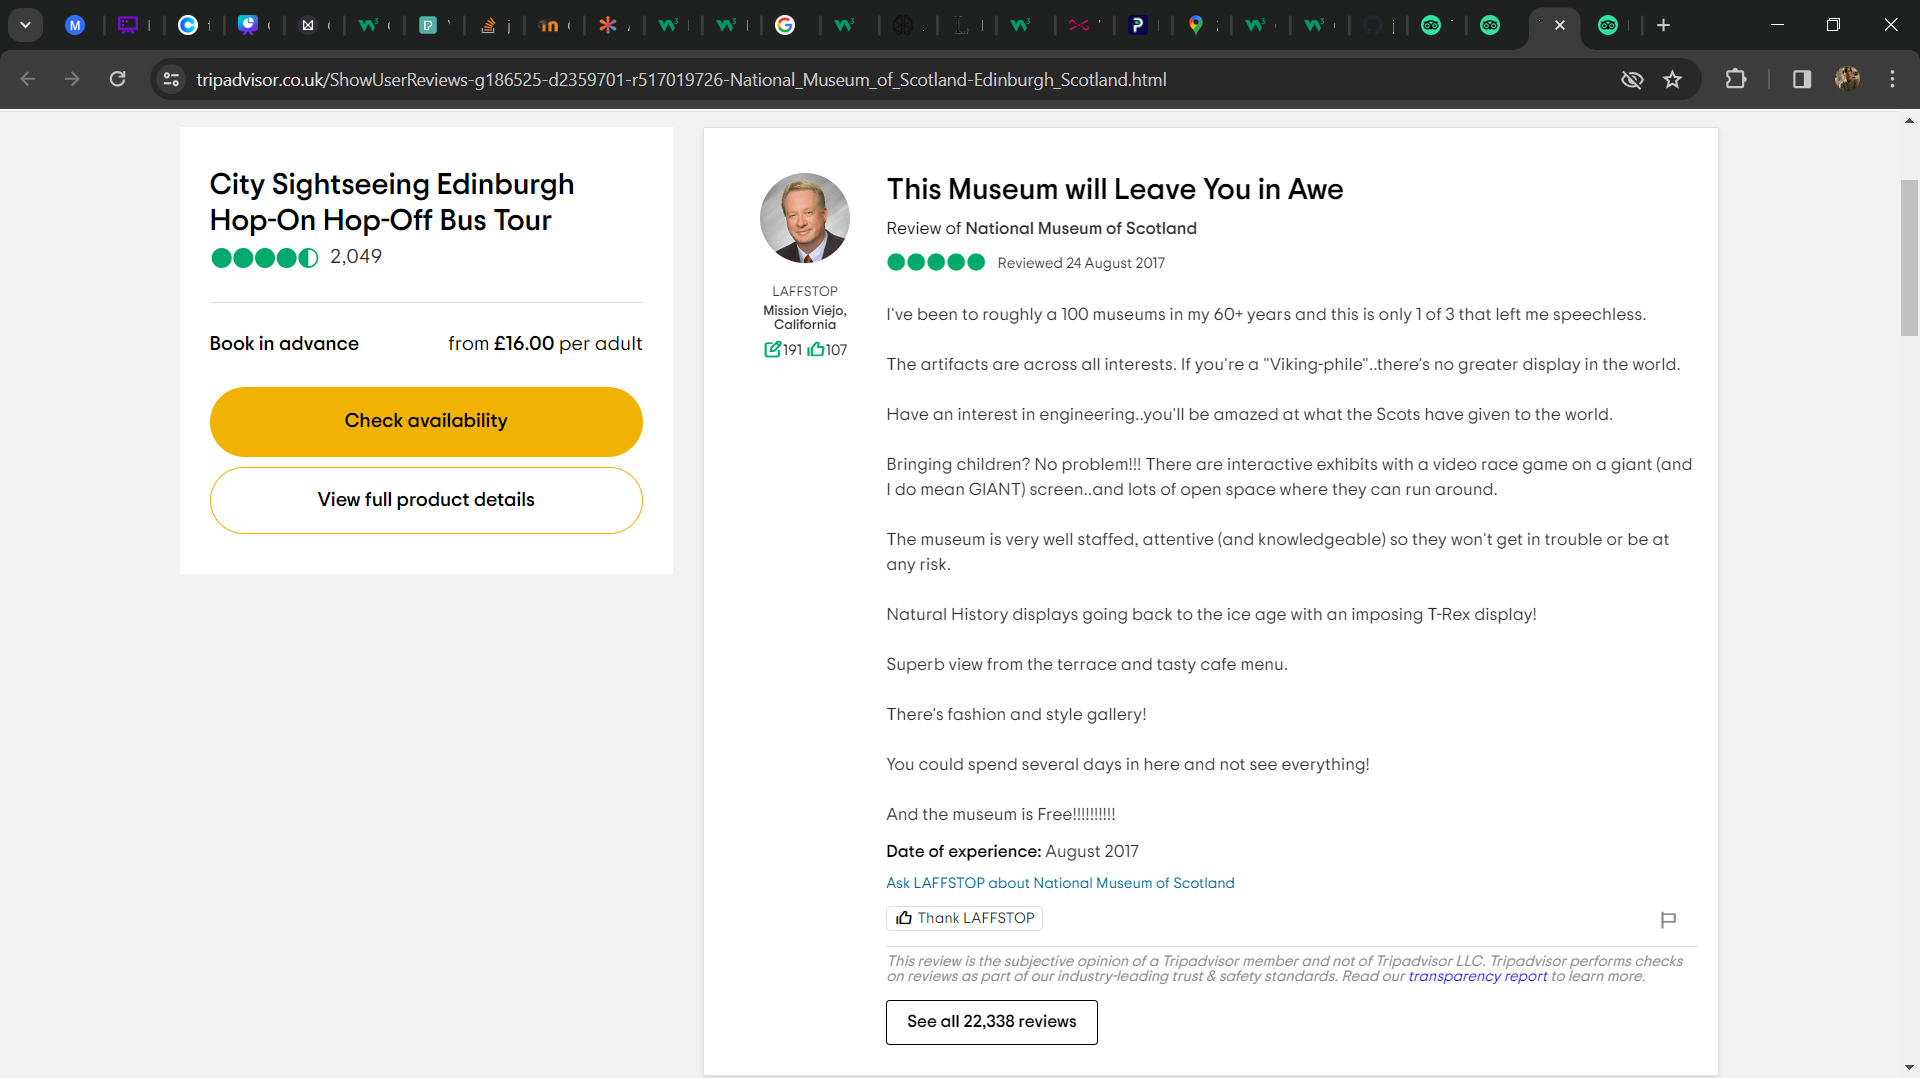 tripadvisor.co.uk/ShowUserReviews-g186525-d2359701-r517019726-National_Museum_of_Scotland-Edinburgh_Scotland.html
City Sightseeing Edinburgh
Hop-On Hop-Off Bus Tour
2,049
Book in advance from £16.00 per adult
Check availability
View full product details
This Museum will Leave You in Awe
Review of National Museum of Scotland
Reviewed 24 August 2017
LAFFSTOP
Mission Viejo,
California
191 107
I've been to roughly a 100 museums in my 60+ years and this is only 1 of 3 that left me speechless.
The artifacts are across all interests. If you're a "Viking-phile"..there's no greater display in the world.
Have an interest in engineering..you'll be amazed at what the Scots have given to the world.
Bringing children? No problem!!! There are interactive exhibits with a video race game on a giant (and
I do mean GIANT) screen..and lots of open space where they can run around.
The museum is very well staffed, attentive (and knowledgeable) so they won't get in trouble or be at
any risk.
Natural History displays going back to the ice age with an imposing T-Rex display!
Superb view from the terrace and tasty cafe menu.
There's fashion and style gallery!
You could spend several days in here and not see everything!
And the museum is Free!!!!!!!!!!
Date of experience: August 2017
Ask LAFFSTOP about National Museum of Scotland
Thank LAFFSTOP
This review is the subjective opinion of a Tripadvisor member and not of Tripadvisor LLC. Tripadvisor performs checks
on reviews as part of our industry-leading trust & safety standards. Read our transparency report to learn more.
See all 22,338 reviews